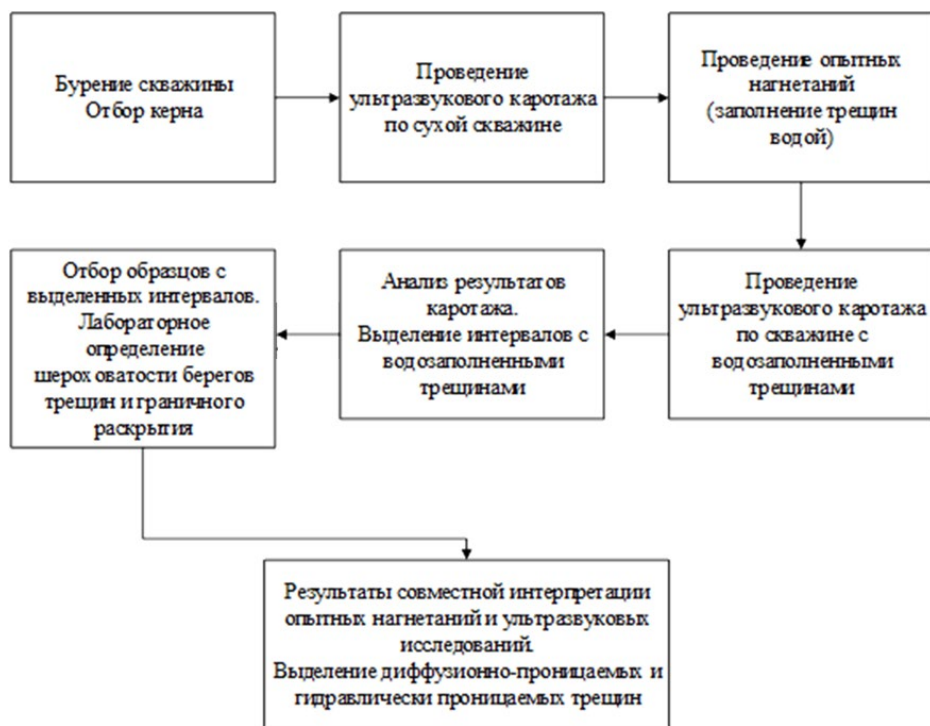 Бурение скважины
Отбор керна
Проведение
ультразвукового каротажа
по сухой скважине
Проведение опытных
нагнетаний
(заполнение трещин
водой)
Проведение
ультразвукового каротажа
по скважине с
водозаполненными
трещинами
Анализ результатов
каротажа.
Выделение интервалов с
водозаполненными
трещинами
Отбор образцов с
выделенных интервалов.
Лабораторное
определение
шероховатости берегов
трещин и граничного
раскрытия
Результаты совместной интерпретации
опытных нагнетаний и ультразвуковых
исследований.
Выделение диффузионно-проницаемых и
гидравлически проницаемых трещин